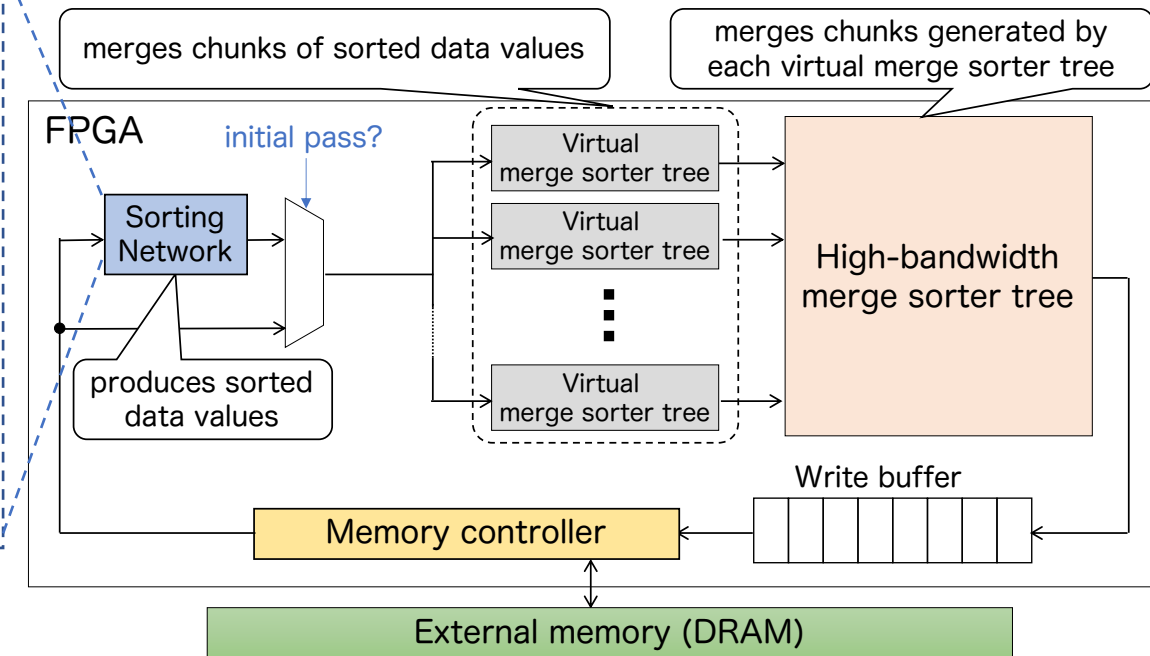 merges chunks of sorted data values
merges chunks generated by
each virtual merge sorter tree
FPGA
initial pass?
Sorting
Network
produces sorted
data values
Virtual
merge sorter tree
Virtual
merge sorter tree
Virtual
merge sorter tree
High-bandwidth
merge sorter tree
Write buffer
Memory controller
External memory (DRAM)